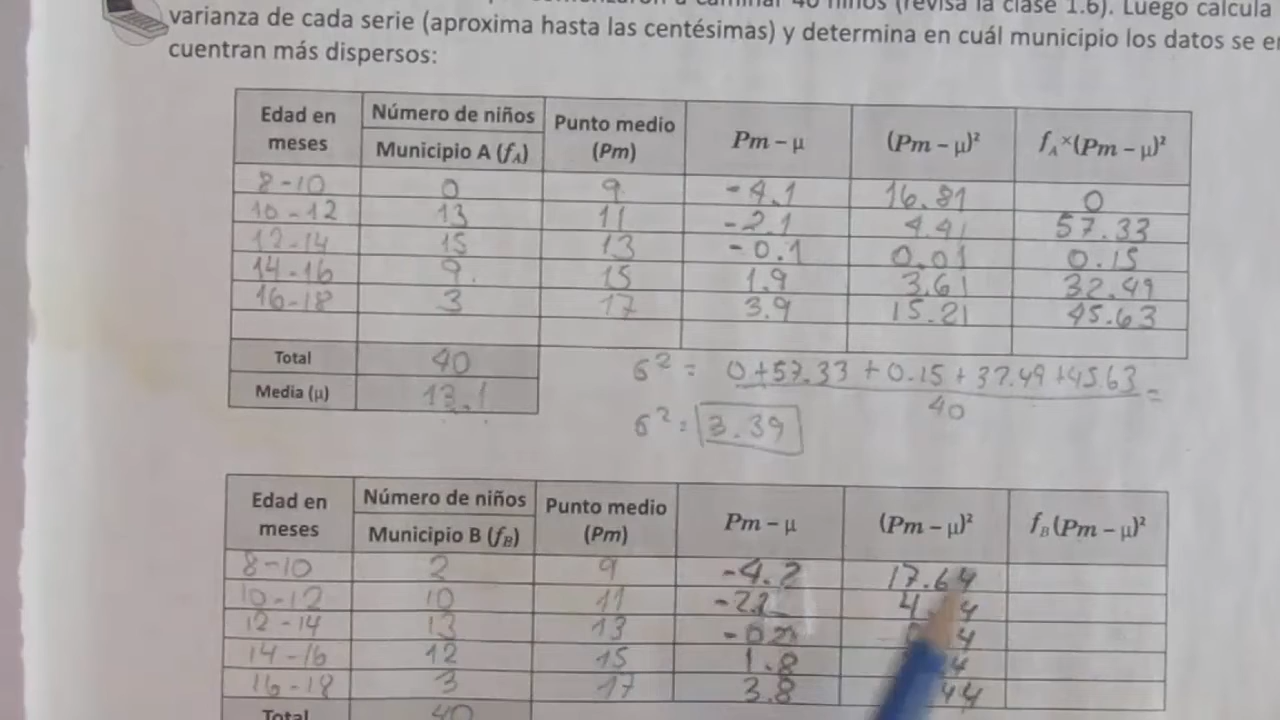 varianza de cada serie (aproxima hasta las centésimas) y determina en cuál municipio los datos se en
cuentran más dispersos:
Edad en meses | Número de niños Municipio A (fA) | Punto medio (Pm) | Pm – μ | (Pm – μ)² | fA×(Pm – μ)²
8-10 0 9 -4.1 16.81 0
10-12 13 11 -2.1 4.41 57.33
12-14 15 13 -0.1 0.01 0.15
14-16 9 15 1.9 3.61 32.49
16-18 3 17 3.9 15.21 45.63
Total 40
Media (μ) 13.1
σ² = 0+57.33+0.15+32.49+45.63 =
40
σ² = 3.39
Edad en meses | Número de niños Municipio B (fB) | Punto medio (Pm) | Pm – μ | (Pm – μ)² | fB(Pm – μ)²
8-10 2 9 -4.2 17.64
10-12 10 11 -2.2
12-14 13 13 -0.2
14-16 12 15 1.8
16-18 3 17 3.8
Total 40